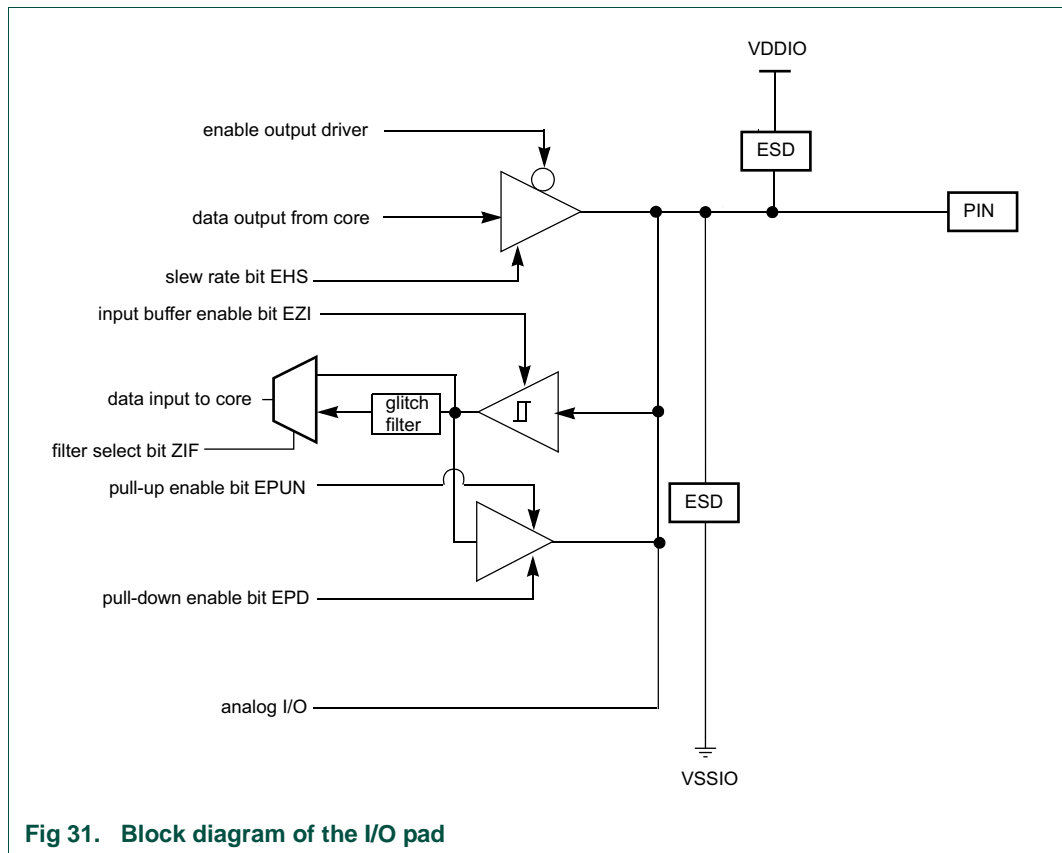 VDDIO
enable output driver
ESD
data output from core
PIN
slew rate bit EHS
input buffer enable bit EZI
data input to core
glitch
filter
filter select bit ZIF
pull-up enable bit EPUN
ESD
pull-down enable bit EPD
analog I/O
VSSIO
Fig 31. Block diagram of the I/O pad